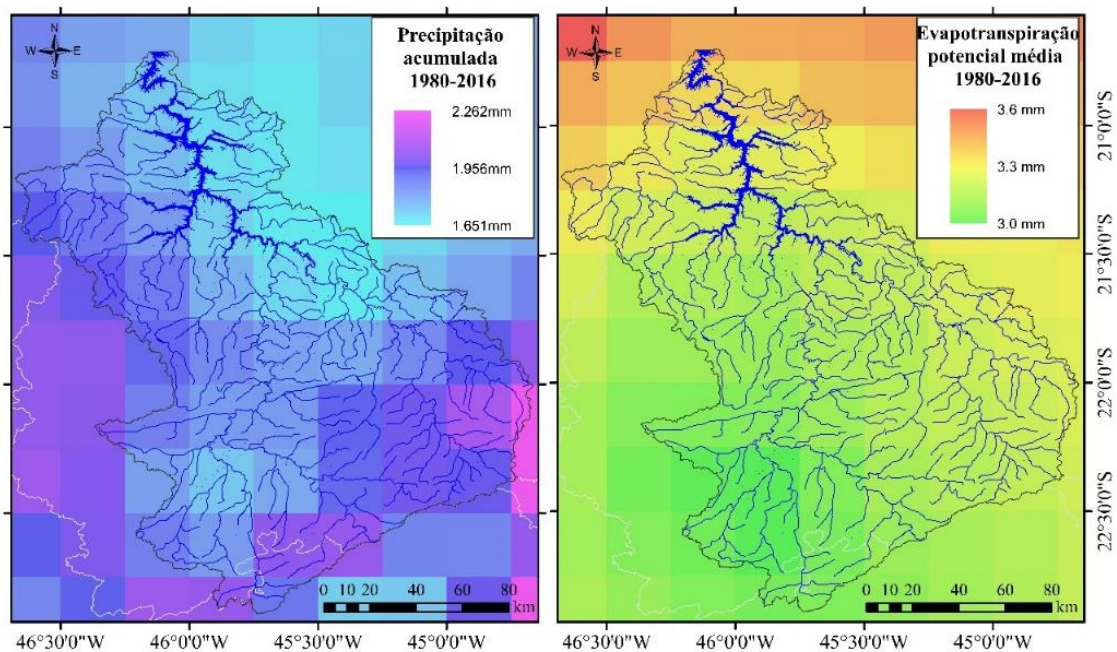 N
W E
S
Precipitação
acumulada
1980-2016
2.262mm
1.956mm
1.651mm
0 10 20 40 60 80
km
46°30'0"W 46°0'0"W 45°30'0"W 45°0'0"W
N
W E
S
Evapotranspiração
potencial média
1980-2016
3.6 mm
3.3 mm
3.0 mm
0 10 20 40 60 80
km
21°0'0"S
21°30'0"S
22°0'0"S
22°30'0"S
46°30'0"W 46°0'0"W 45°30'0"W 45°0'0"W